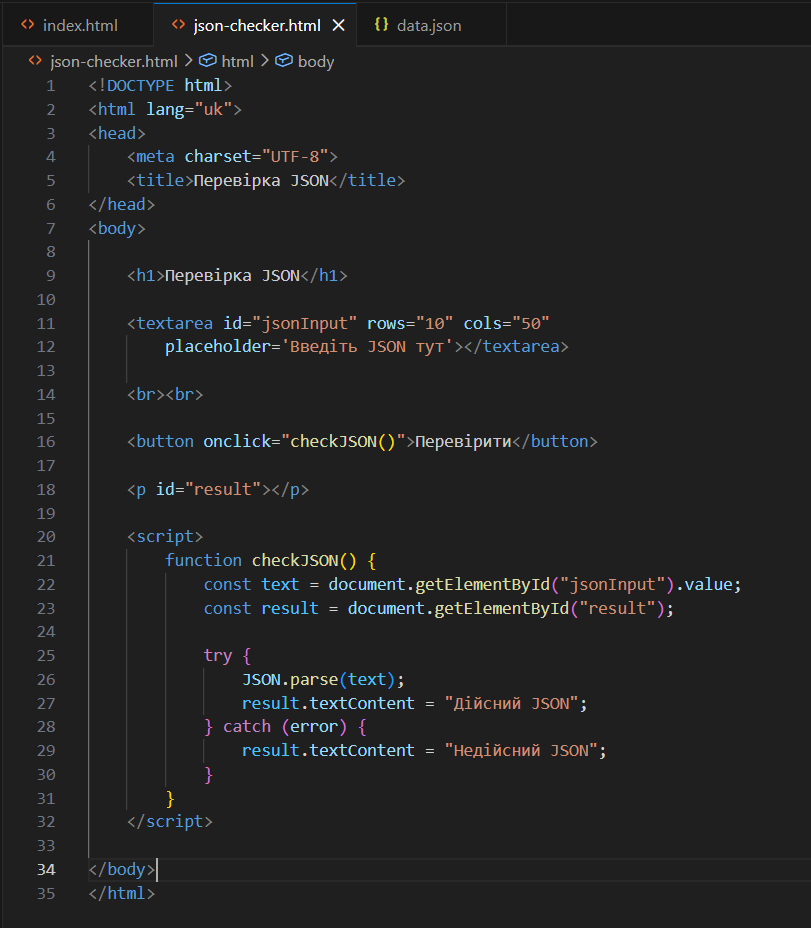 index.html json-checker.html data.json
json-checker.html > html > body
1 <!DOCTYPE html>
2 <html lang="uk">
3 <head>
4     <meta charset="UTF-8">
5     <title>Перевірка JSON</title>
6 </head>
7 <body>
8
9     <h1>Перевірка JSON</h1>
10
11     <textarea id="jsonInput" rows="10" cols="50"
12         placeholder='Введіть JSON тут'></textarea>
13
14     <br><br>
15
16     <button onclick="checkJSON()">Перевірити</button>
17
18     <p id="result"></p>
19
20     <script>
21         function checkJSON() {
22             const text = document.getElementById("jsonInput").value;
23             const result = document.getElementById("result");
24
25             try {
26                 JSON.parse(text);
27                 result.textContent = "Дійсний JSON";
28             } catch (error) {
29                 result.textContent = "Недійсний JSON";
30             }
31         }
32     </script>
33
34 </body>
35 </html>